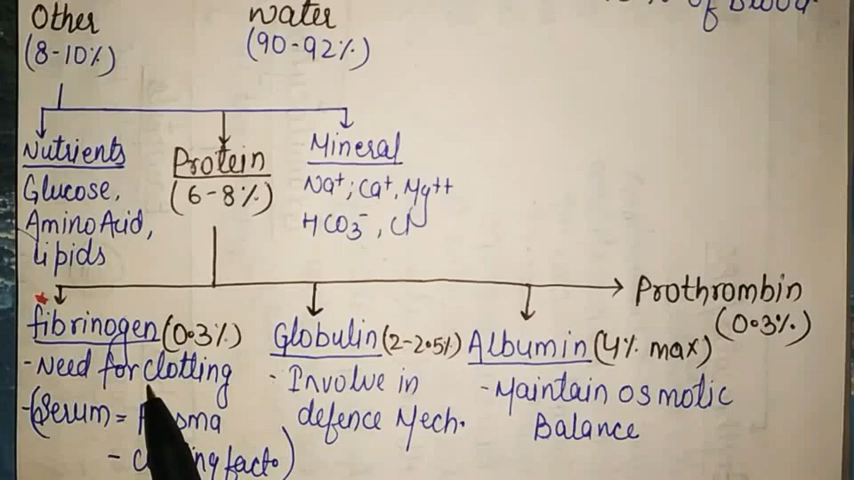 Other
(8-10%)
water
(90-92%)
% of Blood
Nutrients
Glucose,
Amino Acid,
Lipids
Protein
(6-8%)
Mineral
Na+; Ca+, Mg++
HCO3-, Cl-
Prothrombin
(0.3%)
*
fibrinogen (0.3%)
- Need for clotting
- (Serum = Plasma
Globulin (2-2.5%)
- Involve in
defence Mech.
Albumin (4% max)
- Maintain osmotic
Balance